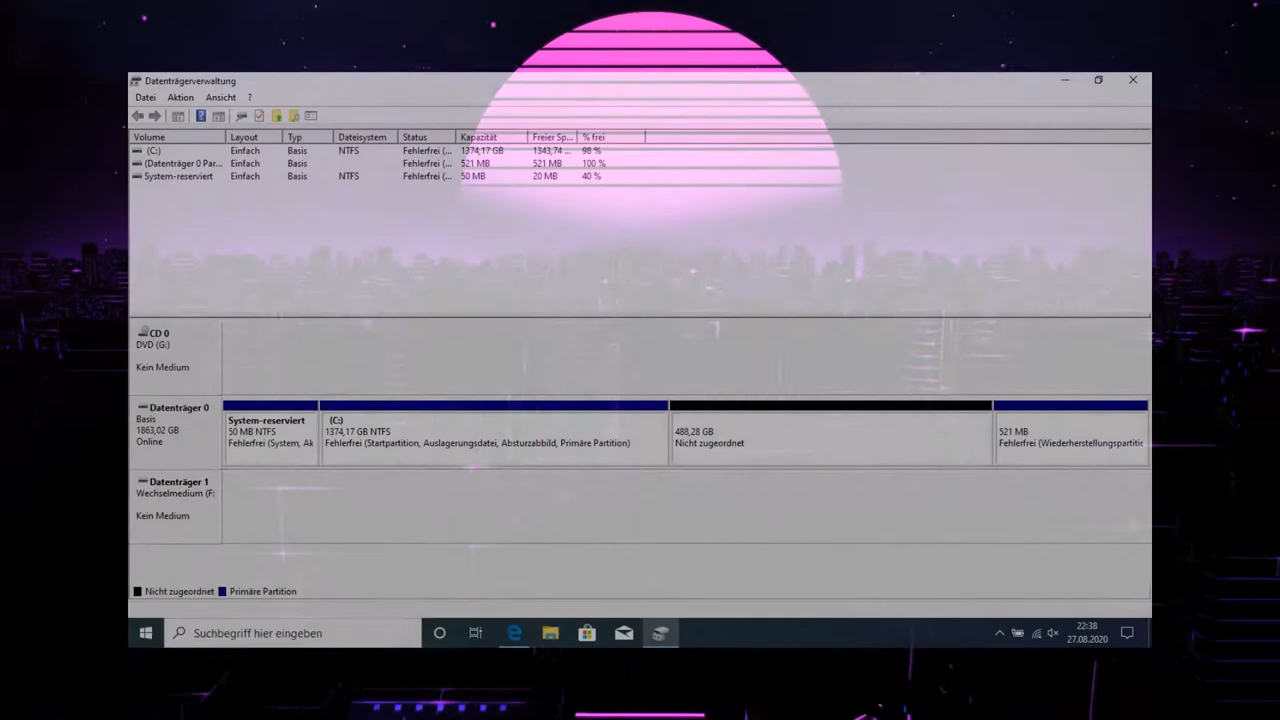 Datenträgerverwaltung
Datei Aktion Ansicht ?
Volume Layout Typ Dateisystem Status Kapazität Freier Sp... % frei
(C:) Einfach Basis NTFS Fehlerfrei (... 1374,17 GB 1343,74 ... 98 %
(Datenträger 0 Par... Einfach Basis Fehlerfrei (... 521 MB 521 MB 100 %
System-reserviert Einfach Basis NTFS Fehlerfrei (... 50 MB 20 MB 40 %
CD 0
DVD (G:)
Kein Medium
Datenträger 0
Basis
1863,02 GB
Online
System-reserviert
50 MB NTFS
Fehlerfrei (System, Ak
(C:)
1374,17 GB NTFS
Fehlerfrei (Startpartition, Auslagerungsdatei, Absturzabbild, Primäre Partition)
488,28 GB
Nicht zugeordnet
521 MB
Fehlerfrei (Wiederherstellungspartitic
Datenträger 1
Wechselmedium (F:
Kein Medium
Nicht zugeordnet Primäre Partition
Suchbegriff hier eingeben
22:38
27.08.2020